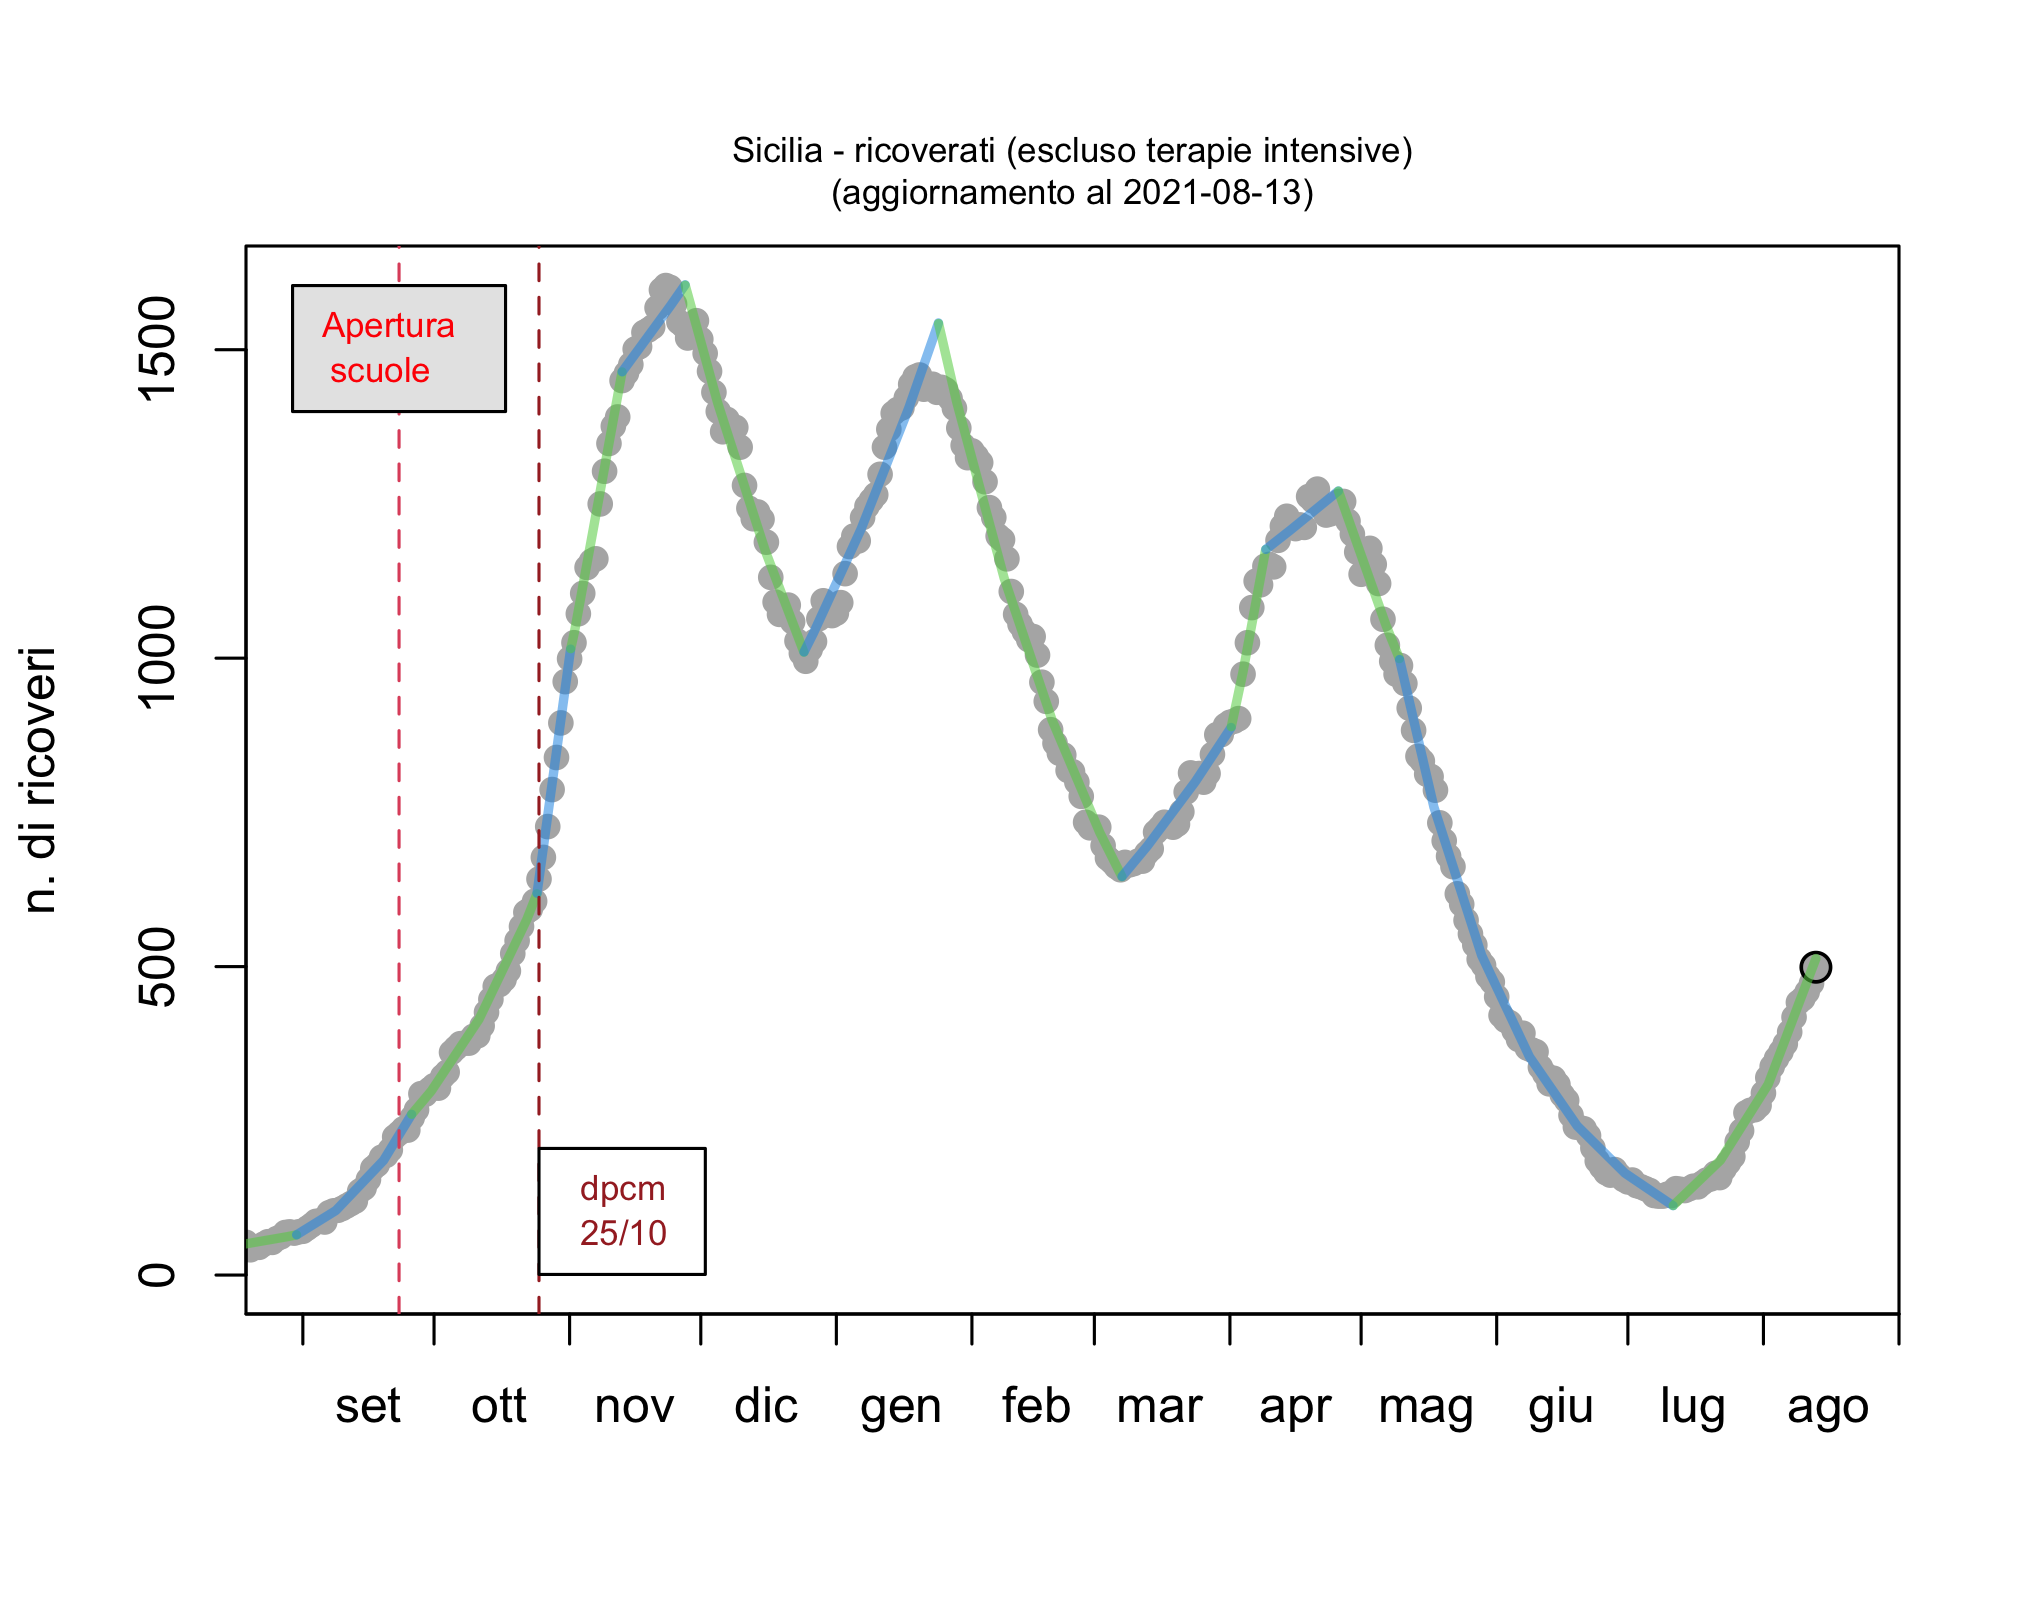 Sicilia - ricoverati (escluso terapie intensive)
(aggiornamento al 2021-08-13)
n. di ricoveri
1500
1000
500
0
Apertura
scuole
dpcm
25/10
set ott nov dic gen feb mar apr mag giu lug ago